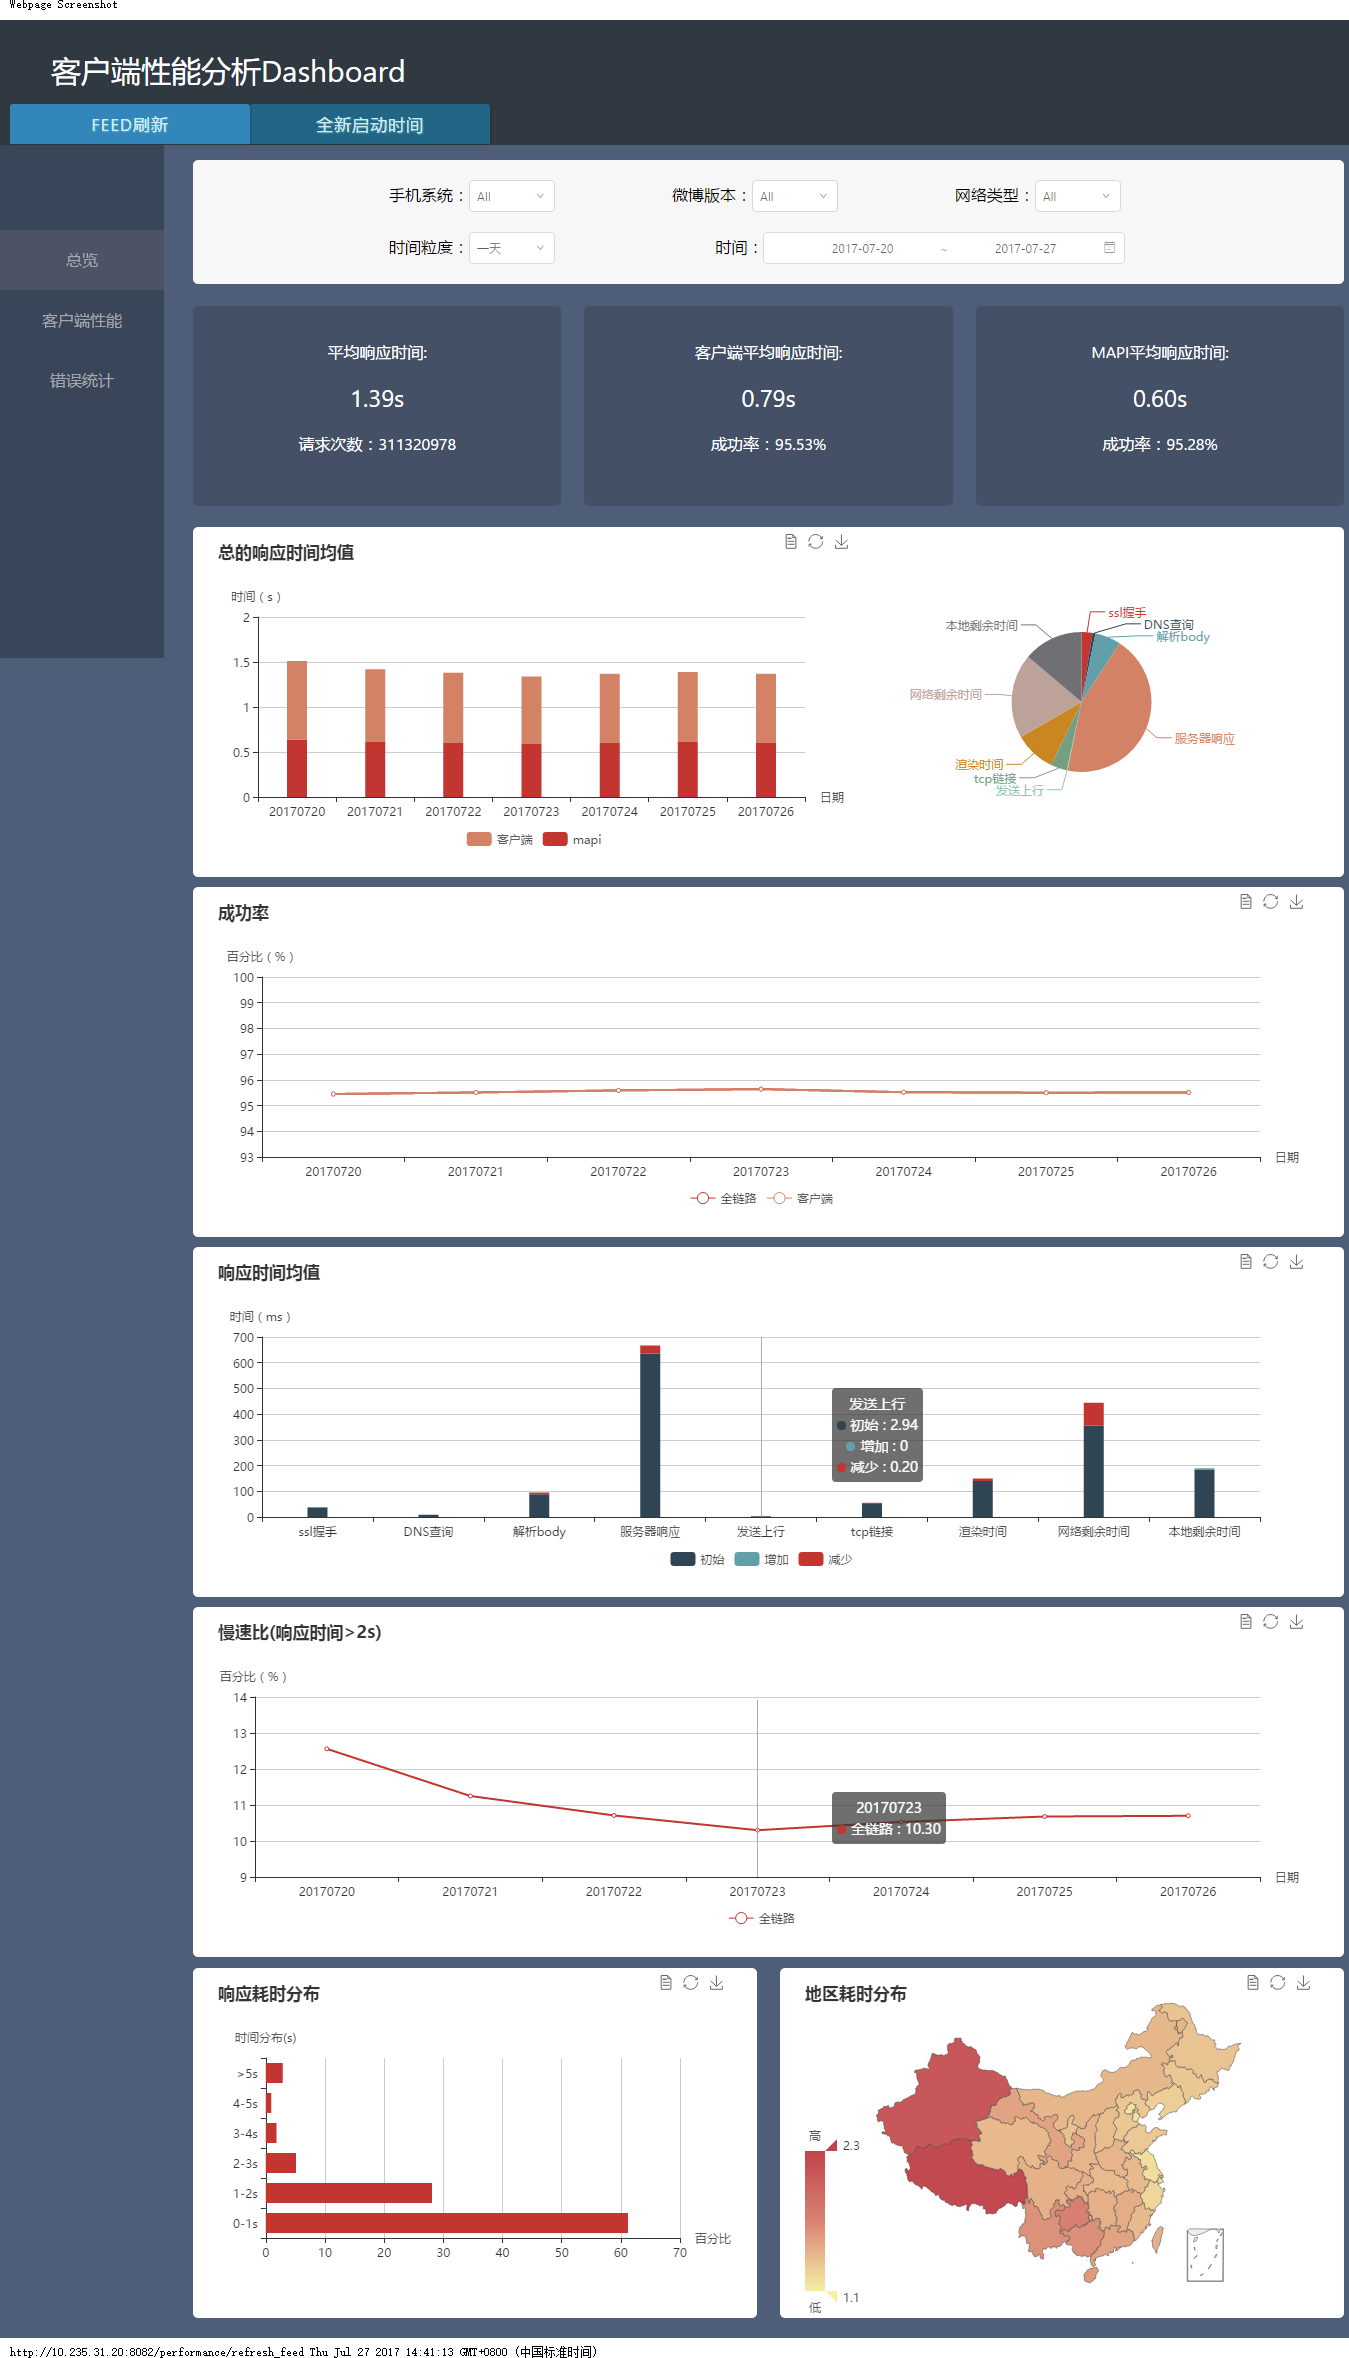 Webpage Screenshot
客户端性能分析Dashboard
FEED刷新 全新启动时间
手机系统：All 微博版本：All 网络类型：All
时间粒度：一天 时间：2017-07-20 ~ 2017-07-27
总览
客户端性能
错误统计
平均响应时间:
1.39s
请求次数：311320978
客户端平均响应时间:
0.79s
成功率：95.53%
MAPI平均响应时间:
0.60s
成功率：95.28%
总的响应时间均值
时间（s）
2
1.5
1
0.5
0
20170720 20170721 20170722 20170723 20170724 20170725 20170726 日期
客户端 mapi
ssl握手
DNS查询
解析body
服务器响应
发送上行
tcp链接
渲染时间
网络剩余时间
本地剩余时间
成功率
百分比（%）
100
99
98
97
96
95
94
93
20170720 20170721 20170722 20170723 20170724 20170725 20170726 日期
全链路 客户端
响应时间均值
时间（ms）
700
600
500
400
300
200
100
0
ssl握手 DNS查询 解析body 服务器响应 发送上行 tcp链接 渲染时间 网络剩余时间 本地剩余时间
发送上行
初始 : 2.94
增加 : 0
减少 : 0.20
初始 增加 减少
慢速比(响应时间>2s)
百分比（%）
14
13
12
11
10
9
20170720 20170721 20170722 20170723 20170724 20170725 20170726 日期
20170723
全链路 : 10.30
全链路
响应耗时分布
时间分布(s)
>5s
4-5s
3-4s
2-3s
1-2s
0-1s
0 10 20 30 40 50 60 70 百分比
地区耗时分布
高
2.3
1.1
低
http://10.235.31.20:8082/performance/refresh_feed Thu Jul 27 2017 14:41:13 GMT+0800 (中国标准时间)